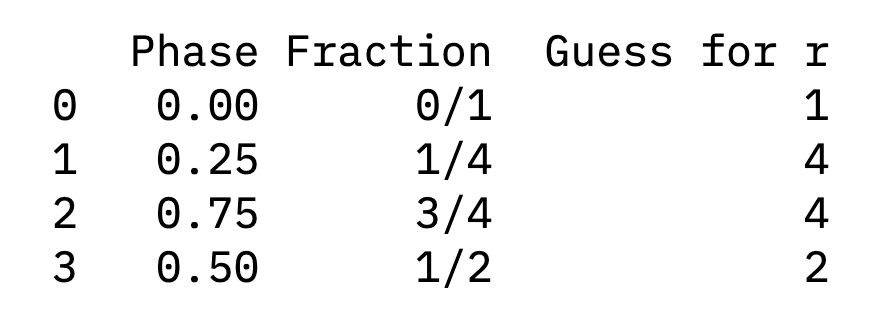 Phase Fraction Guess for r
0 0.00 0/1 1
1 0.25 1/4 4
2 0.75 3/4 4
3 0.50 1/2 2